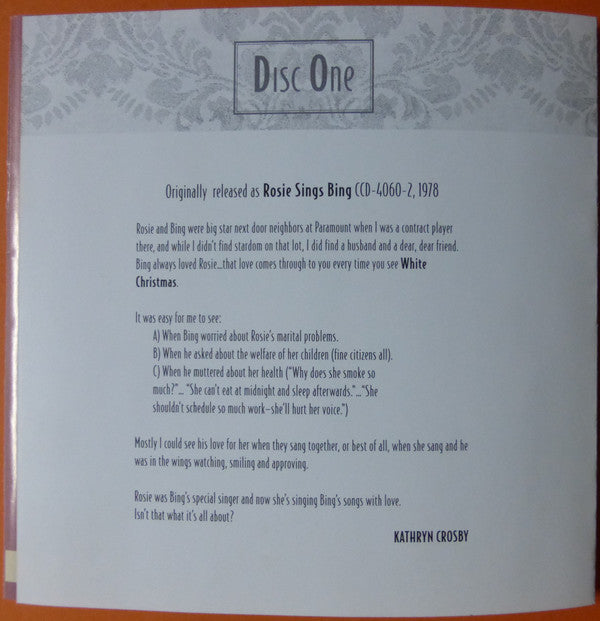 Disc One
Originally released as Rosie Sings Bing CCD-4060-2, 1978
Rosie and Bing were big star next door neighbors at Paramount when I was a contract player
there, and while I didn't find stardom on that lot, I did find a husband and a dear, dear friend.
Bing always loved Rosie...that love comes through to you every time you see White
Christmas.
It was easy for me to see:
A) When Bing worried about Rosie's marital problems.
B) When he asked about the welfare of her children (fine citizens all).
C) When he muttered about her health ("Why does she smoke so
much?"... "She can't eat at midnight and sleep afterwards."..."She
shouldn't schedule so much work–she'll hurt her voice.")
Mostly I could see his love for her when they sang together, or best of all, when she sang and he
was in the wings watching, smiling and approving.
Rosie was Bing's special singer and now she's singing Bing's songs with love.
Isn't that what it's all about?
KATHRYN CROSBY